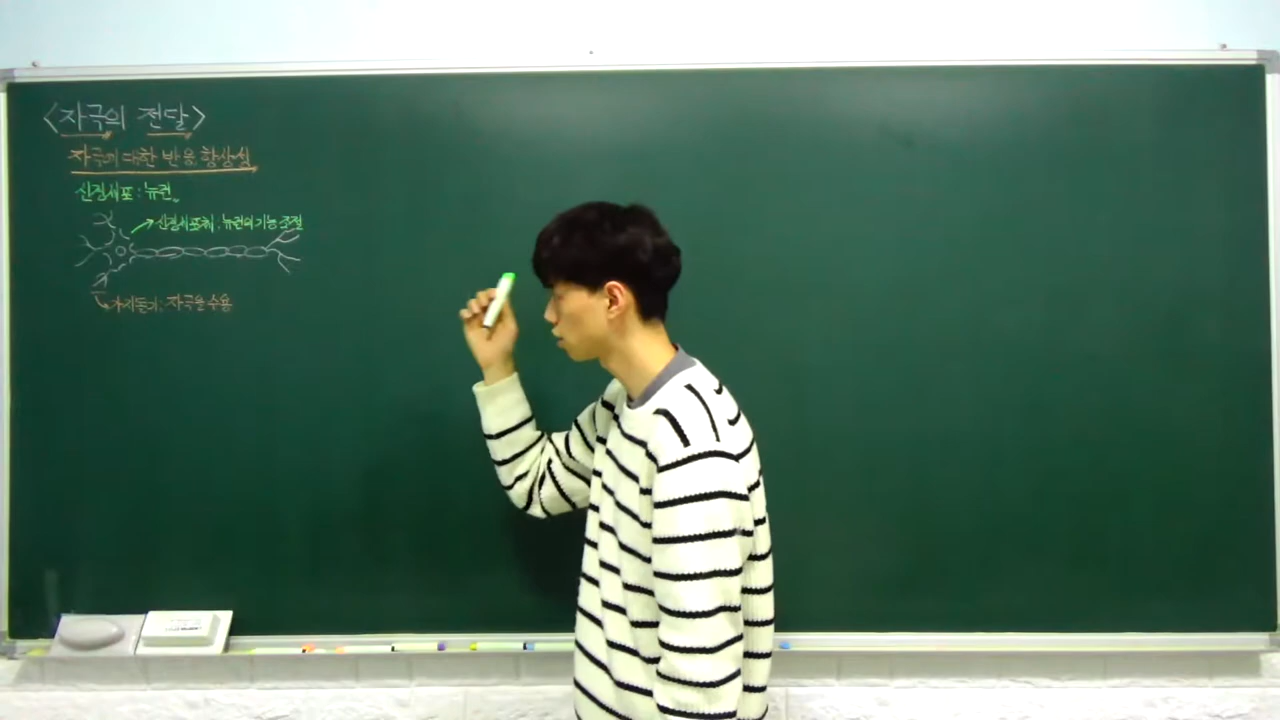 <자극의 전달>
자극에 대한 반응 항상성
신경세포 : 뉴런
신경세포체 : 뉴런의 기능 조절
가지돌기 : 자극을 수용